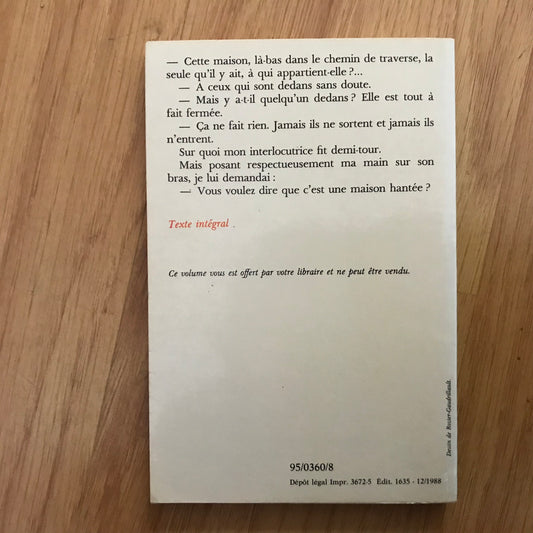 — Cette maison, là-bas dans le chemin de traverse, la
seule qu'il y ait, à qui appartient-elle ?...
— A ceux qui sont dedans sans doute.
— Mais y a-t-il quelqu'un dedans ? Elle est tout à
fait fermée.
— Ça ne fait rien. Jamais ils ne sortent et jamais ils
n'entrent.
Sur quoi mon interlocutrice fit demi-tour.
Mais posant respectueusement ma main sur son
bras, je lui demandai :
— Vous voulez dire que c'est une maison hantée ?
Texte intégral .
Ce volume vous est offert par votre libraire et ne peut être vendu.
Dessin de Rozier-Gaudriault.
95/0360/8
Dépôt légal Impr. 3672-5 Édit. 1635 - 12/1988